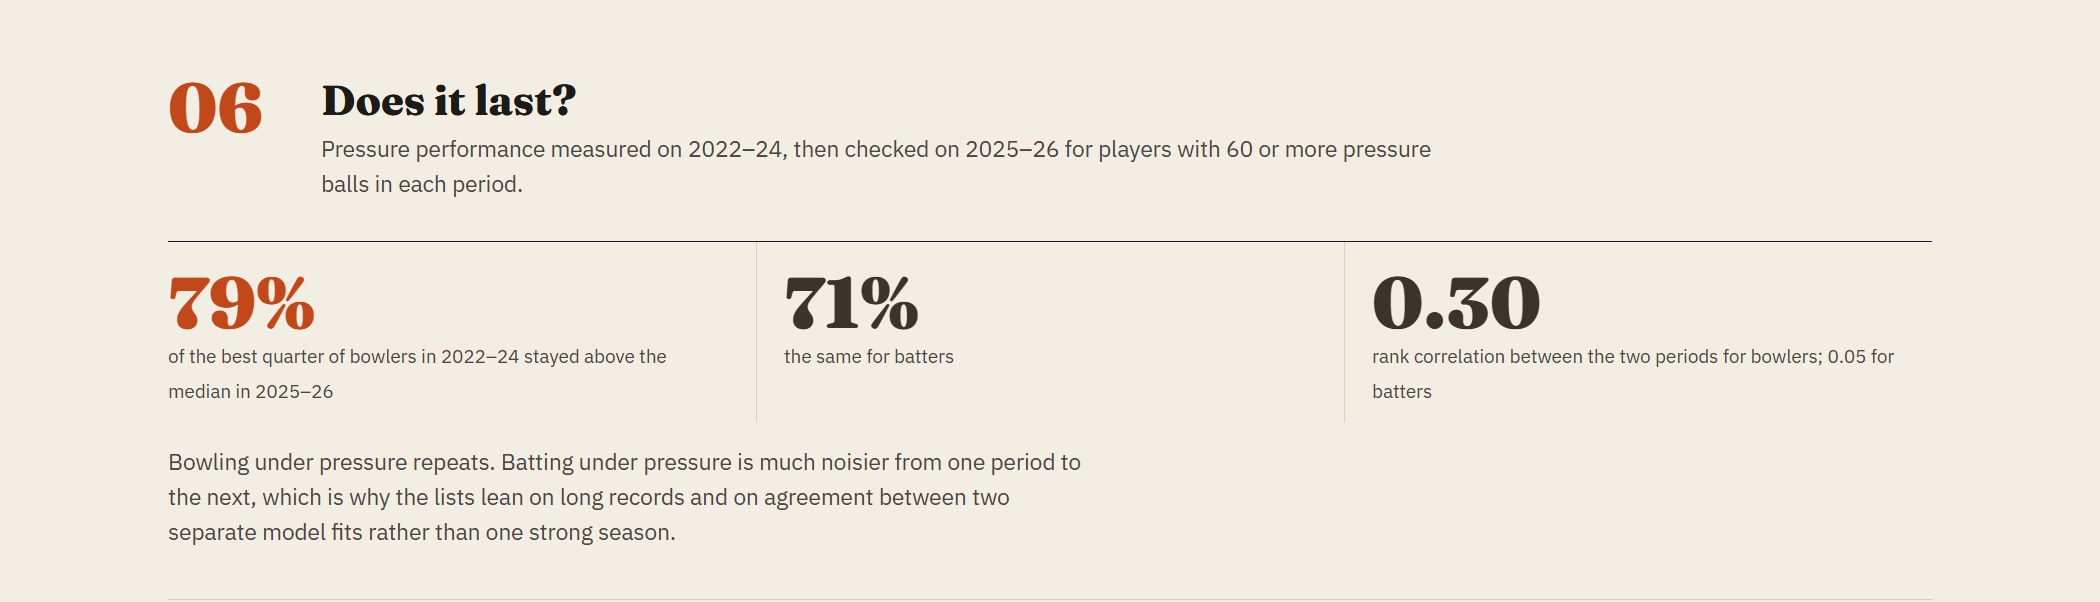 06
Does it last?
Pressure performance measured on 2022–24, then checked on 2025–26 for players with 60 or more pressure
balls in each period.
79%
of the best quarter of bowlers in 2022–24 stayed above the
median in 2025–26
71%
the same for batters
0.30
rank correlation between the two periods for bowlers; 0.05 for
batters
Bowling under pressure repeats. Batting under pressure is much noisier from one period to
the next, which is why the lists lean on long records and on agreement between two
separate model fits rather than one strong season.